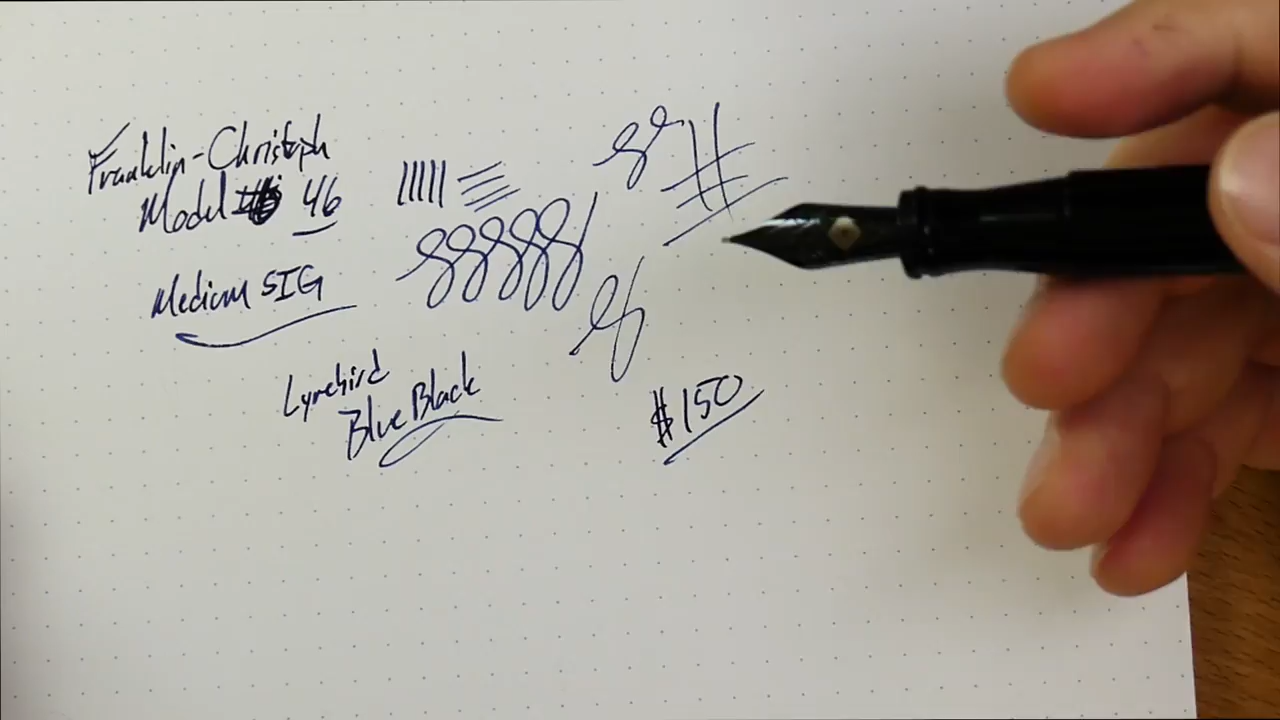 Franklin-Christoph
Model 46
Medium SIG
Lyrebird
Blue Black
$150